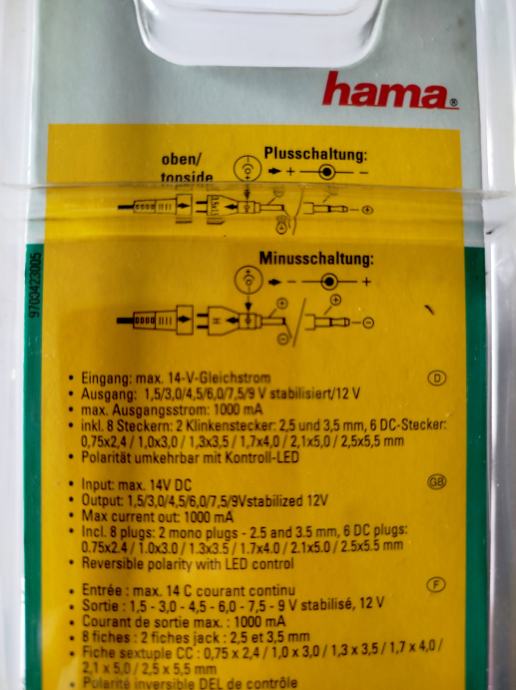 hama®
oben/
topside
Plusschaltung:
+ −
Minusschaltung:
− +
9703423005
• Eingang: max. 14-V-Gleichstrom
D
• Ausgang: 1,5/3,0/4,5/6,0/7,5/9 V stabilisiert/12 V
• max. Ausgangsstrom: 1000 mA
• inkl. 8 Steckern: 2 Klinkenstecker: 2,5 und 3,5 mm, 6 DC-Stecker:
0,75x2,4 / 1,0x3,0 / 1,3x3,5 / 1,7x4,0 / 2,1x5,0 / 2,5x5,5 mm
• Polarität umkehrbar mit Kontroll-LED
• Input: max. 14V DC
GB
• Output: 1,5/3,0/4,5/6,0/7,5/9Vstabilized 12V
• Max current out: 1000 mA
• Incl. 8 plugs: 2 mono plugs - 2.5 and 3.5 mm, 6 DC plugs:
0.75x2.4 / 1.0x3.0 / 1.3x3.5 / 1.7x4.0 / 2.1x5.0 / 2.5x5.5 mm
• Reversible polarity with LED control
• Entrée : max. 14 C courant continu
F
• Sortie : 1,5 - 3,0 - 4,5 - 6,0 - 7,5 - 9 V stabilisé, 12 V
• Courant de sortie max. : 1000 mA
• 8 fiches : 2 fiches jack : 2,5 et 3,5 mm
• Fiche sextuple CC : 0,75 x 2,4 / 1,0 x 3,0 / 1,3 x 3,5 / 1,7 x 4,0 /
2,1 x 5,0 / 2,5 x 5,5 mm
• Polarité inversible DEL de contrôle